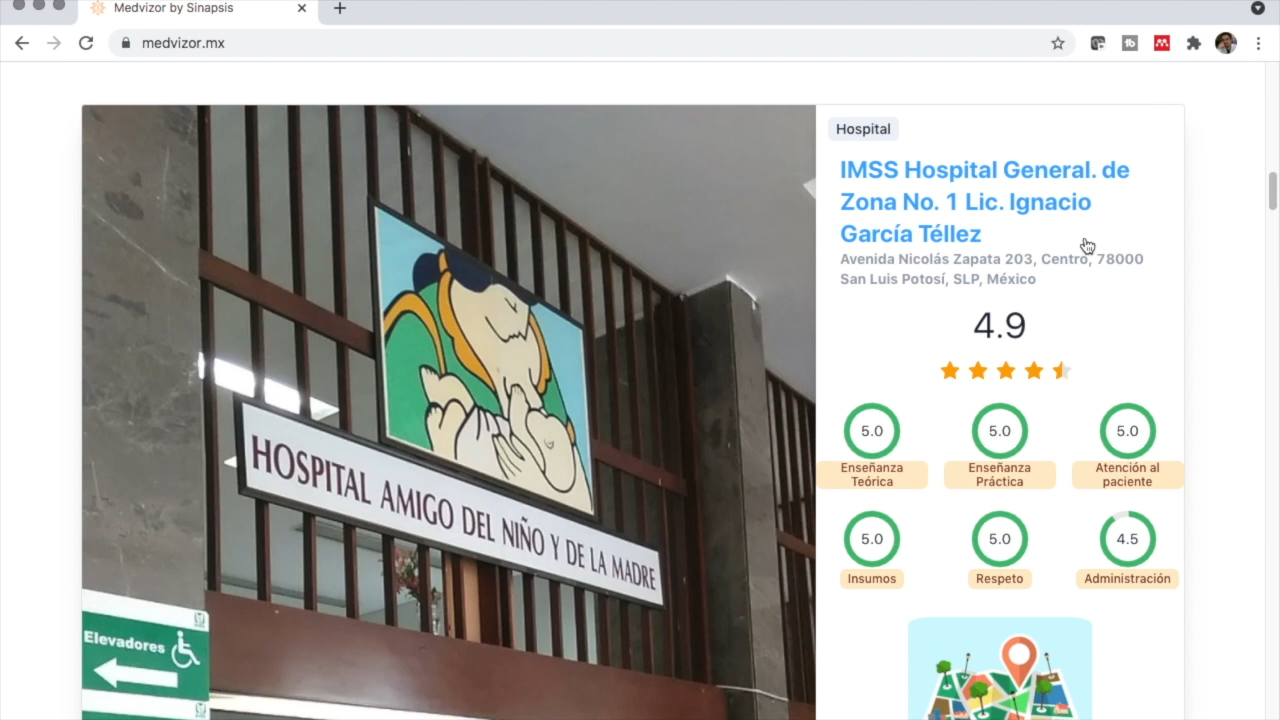 Medvizor by Sinapsis
medvizor.mx
Hospital
IMSS Hospital General. de
Zona No. 1 Lic. Ignacio
García Téllez
Avenida Nicolás Zapata 203, Centro, 78000
San Luis Potosí, SLP, México
4.9
5.0
5.0
5.0
Enseñanza
Teórica
Enseñanza
Práctica
Atención al
paciente
5.0
5.0
4.5
Insumos
Respeto
Administración
HOSPITAL AMIGO DEL NIÑO Y DE LA MADRE
Elevadores